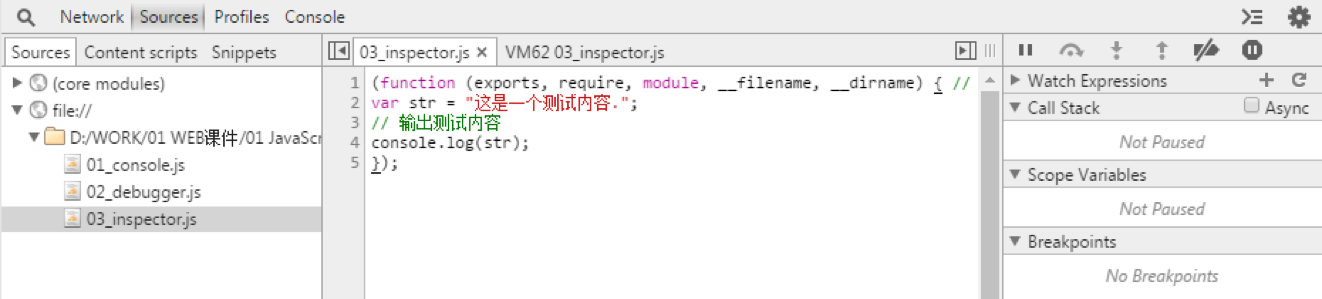 Network Sources Profiles Console
Sources Content scripts Snippets
03_inspector.js × VM62 03_inspector.js
(core modules)
file://
D:/WORK/01 WEB课件/01 JavaScr
01_console.js
02_debugger.js
03_inspector.js
1 (function (exports, require, module, __filename, __dirname) { //
2 var str = "这是一个测试内容.";
3 // 输出测试内容
4 console.log(str);
5 });
Watch Expressions
Call Stack Async
Not Paused
Scope Variables
Not Paused
Breakpoints
No Breakpoints